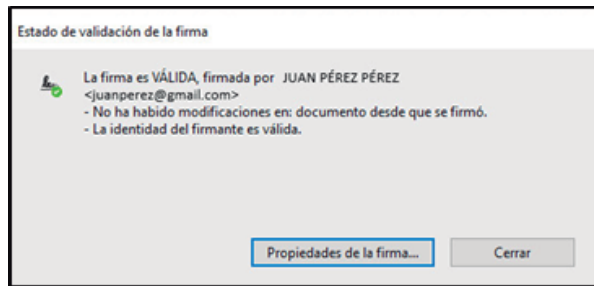 Estado de validación de la firma
La firma es VÁLIDA, firmada por JUAN PÉREZ PÉREZ
<juanperez@gmail.com>
- No ha habido modificaciones en: documento desde que se firmó.
- La identidad del firmante es válida.
Propiedades de la firma... Cerrar